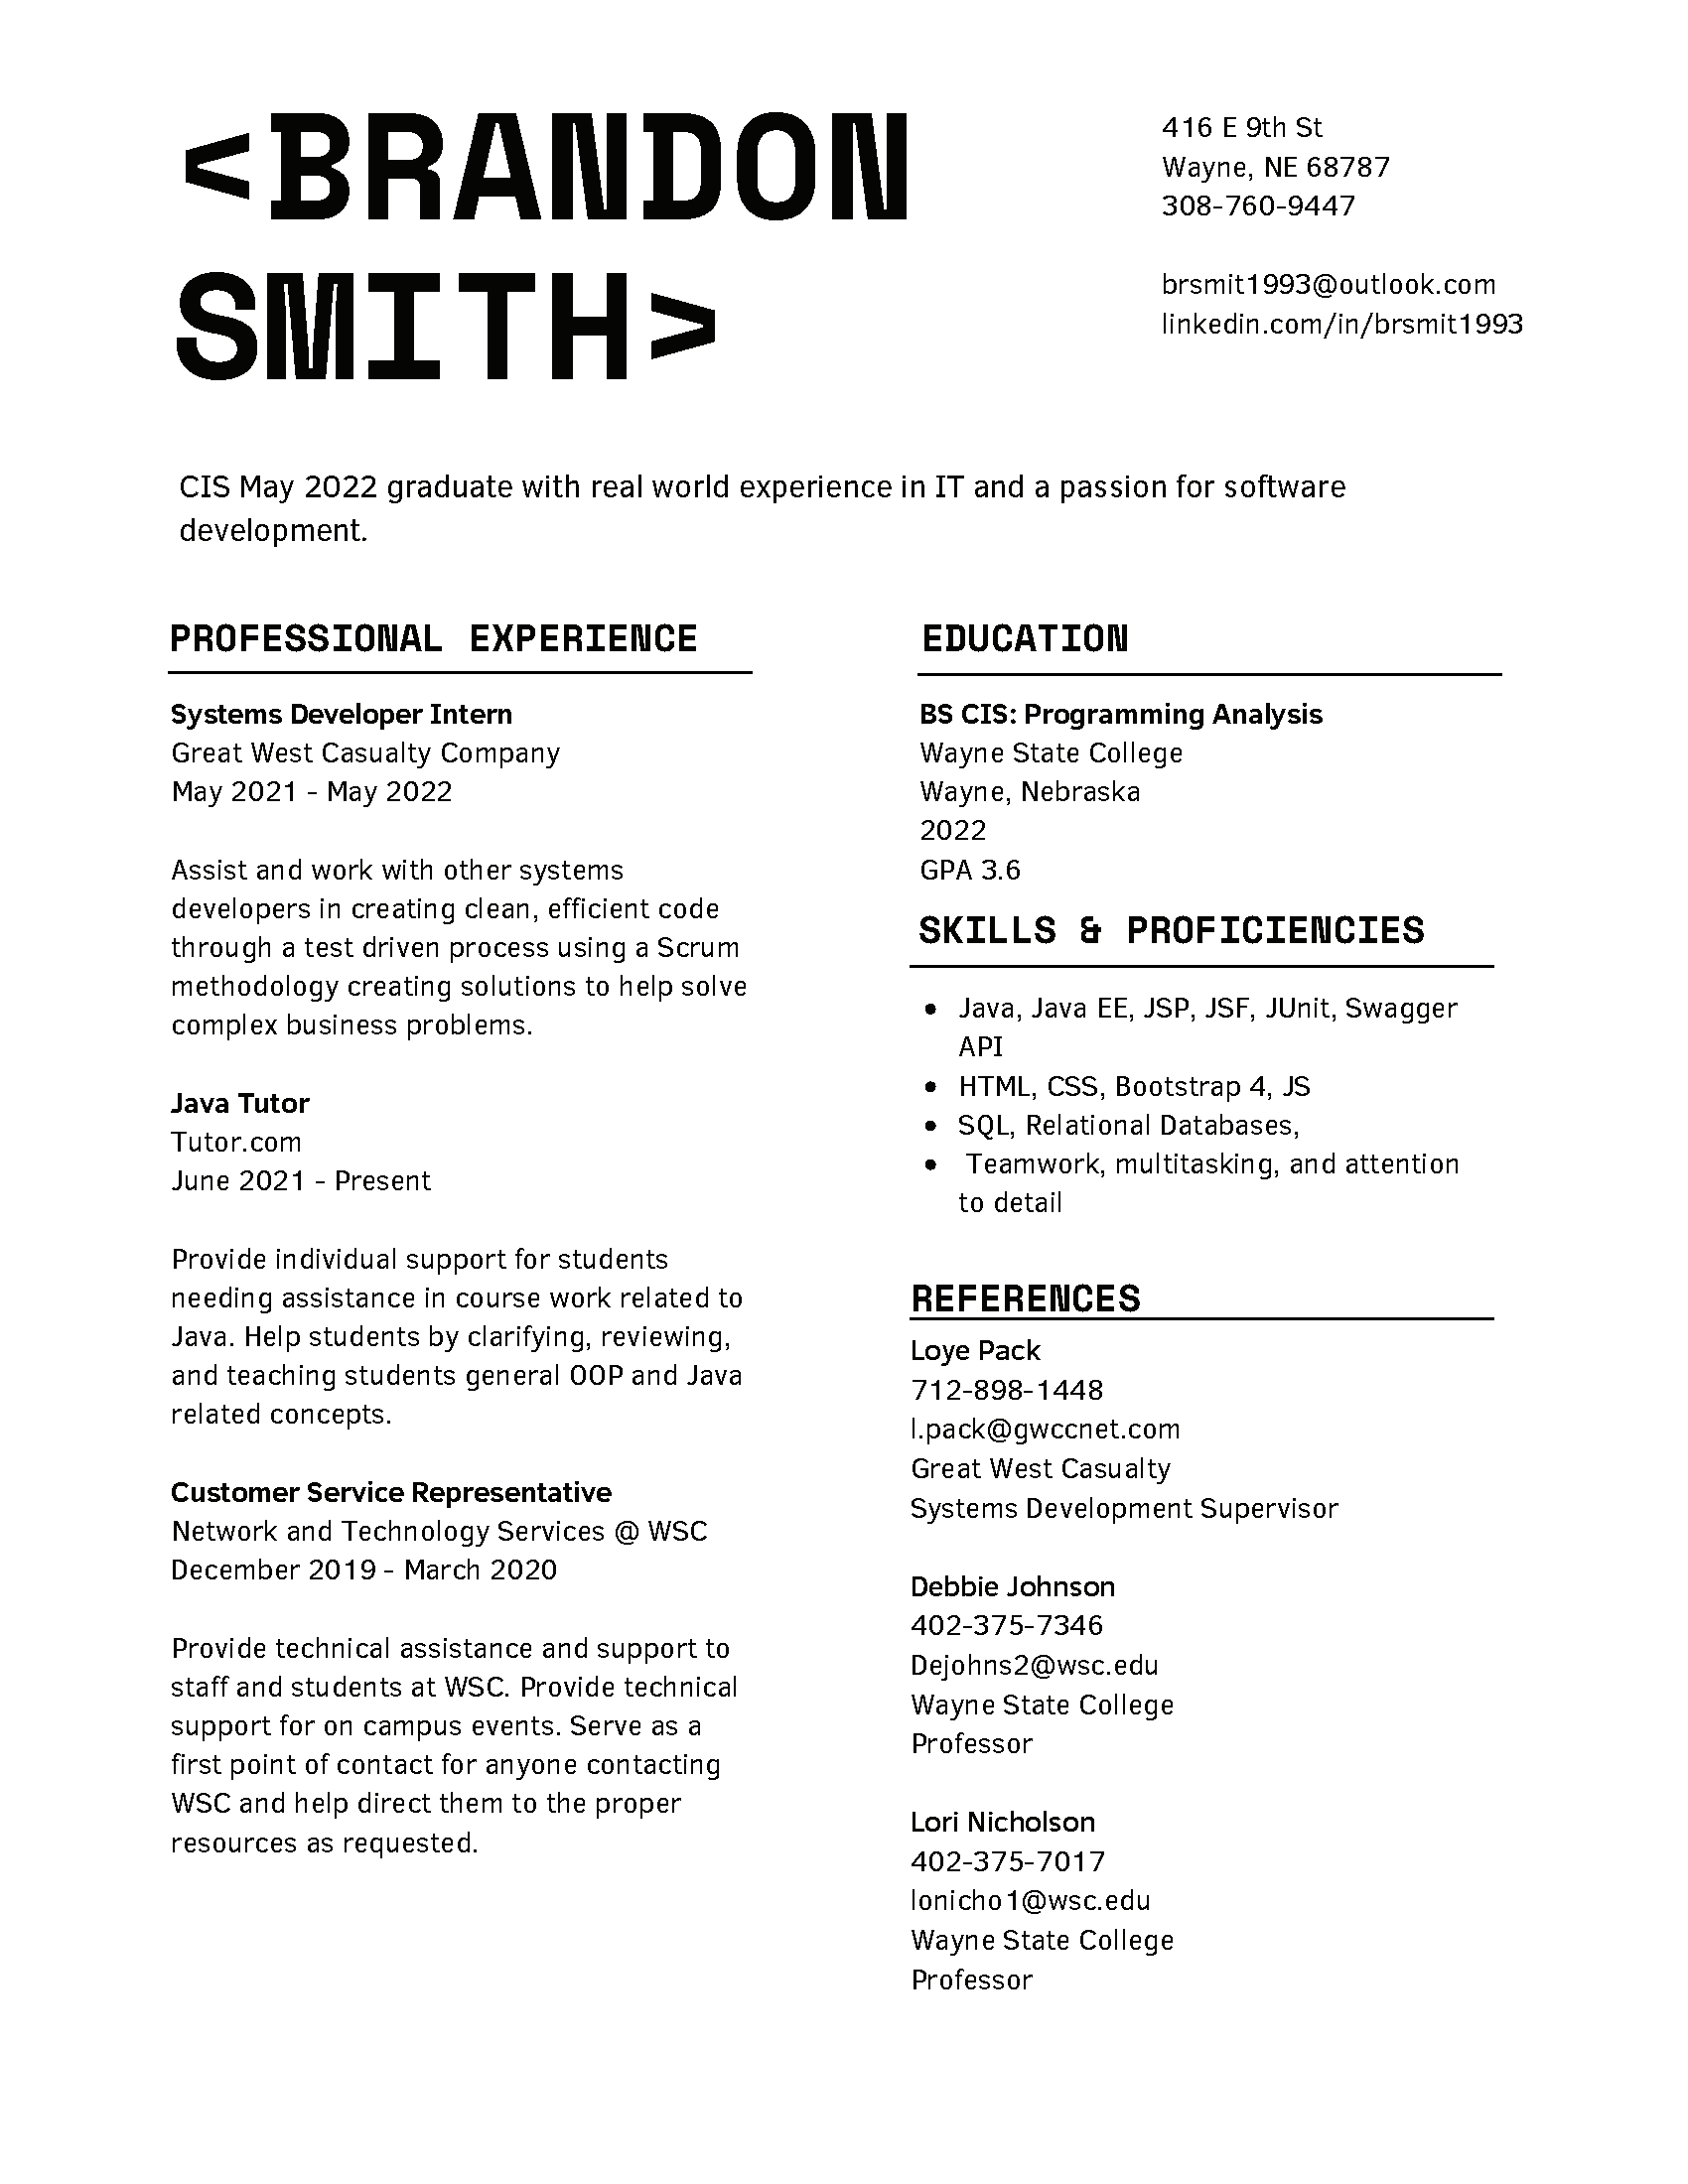 <BRANDON
SMITH>
416 E 9th St
Wayne, NE 68787
308-760-9447
brsmit1993@outlook.com
linkedin.com/in/brsmit1993
CIS May 2022 graduate with real world experience in IT and a passion for software
development.
PROFESSIONAL EXPERIENCE
Systems Developer Intern
Great West Casualty Company
May 2021 - May 2022
Assist and work with other systems
developers in creating clean, efficient code
through a test driven process using a Scrum
methodology creating solutions to help solve
complex business problems.
Java Tutor
Tutor.com
June 2021 - Present
Provide individual support for students
needing assistance in course work related to
Java. Help students by clarifying, reviewing,
and teaching students general OOP and Java
related concepts.
Customer Service Representative
Network and Technology Services @ WSC
December 2019 - March 2020
Provide technical assistance and support to
staff and students at WSC. Provide technical
support for on campus events. Serve as a
first point of contact for anyone contacting
WSC and help direct them to the proper
resources as requested.
EDUCATION
BS CIS: Programming Analysis
Wayne State College
Wayne, Nebraska
2022
GPA 3.6
SKILLS & PROFICIENCIES
• Java, Java EE, JSP, JSF, JUnit, Swagger
API
• HTML, CSS, Bootstrap 4, JS
• SQL, Relational Databases,
• Teamwork, multitasking, and attention
to detail
REFERENCES
Loye Pack
712-898-1448
l.pack@gwccnet.com
Great West Casualty
Systems Development Supervisor
Debbie Johnson
402-375-7346
Dejohns2@wsc.edu
Wayne State College
Professor
Lori Nicholson
402-375-7017
lonicho1@wsc.edu
Wayne State College
Professor